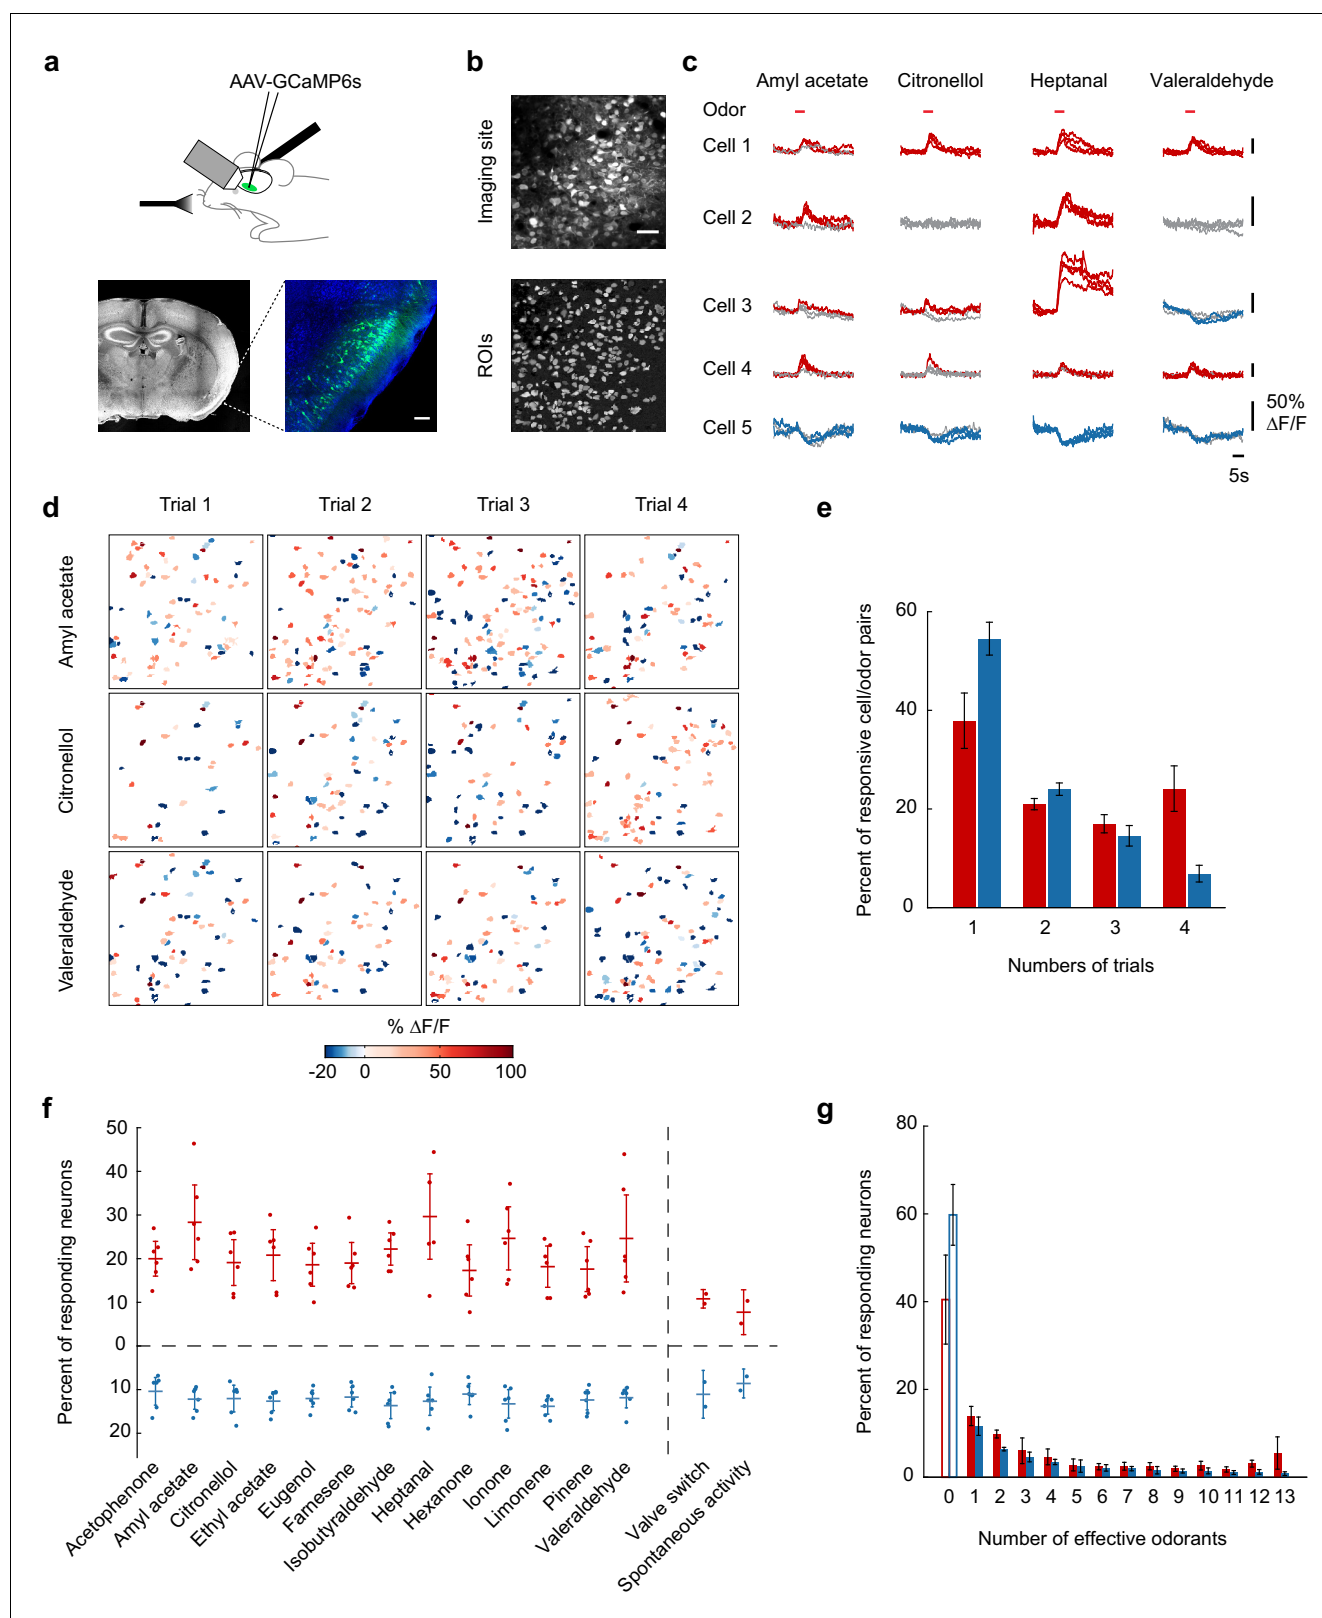 a
AAV-GCaMP6s
b
Imaging site
ROIs
c
Amyl acetate Citronellol Heptanal Valeraldehyde
Odor
Cell 1
Cell 2
Cell 3
Cell 4
Cell 5
50%
ΔF/F
5s
d
Trial 1 Trial 2 Trial 3 Trial 4
Amyl acetate
Citronellol
Valeraldehyde
% ΔF/F
-20 0 50 100
e
Percent of responsive cell/odor pairs
60
40
20
0
1 2 3 4
Numbers of trials
f
Percent of responding neurons
50
40
30
20
10
0
10
20
Acetophenone
Amyl acetate
Citronellol
Ethyl acetate
Eugenol
Farnesene
Isobutyraldehyde
Heptanal
Hexanone
Ionone
Limonene
Pinene
Valeraldehyde
Valve switch
Spontaneous activity
g
Percent of responding neurons
80
60
40
20
0
0 1 2 3 4 5 6 7 8 9 10 11 12 13
Number of effective odorants